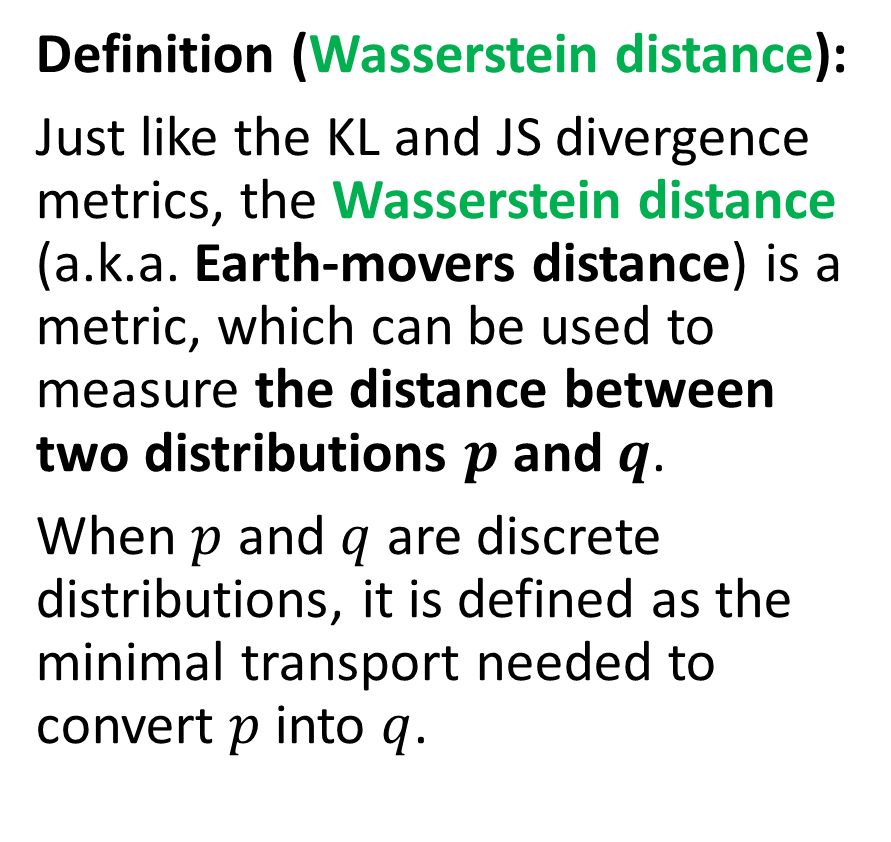 Definition (Wasserstein distance):
Just like the KL and JS divergence
metrics, the Wasserstein distance
(a.k.a. Earth-movers distance) is a
metric, which can be used to
measure the distance between
two distributions 𝒑 and 𝒒.
When 𝑝 and 𝑞 are discrete
distributions, it is defined as the
minimal transport needed to
convert 𝑝 into 𝑞.